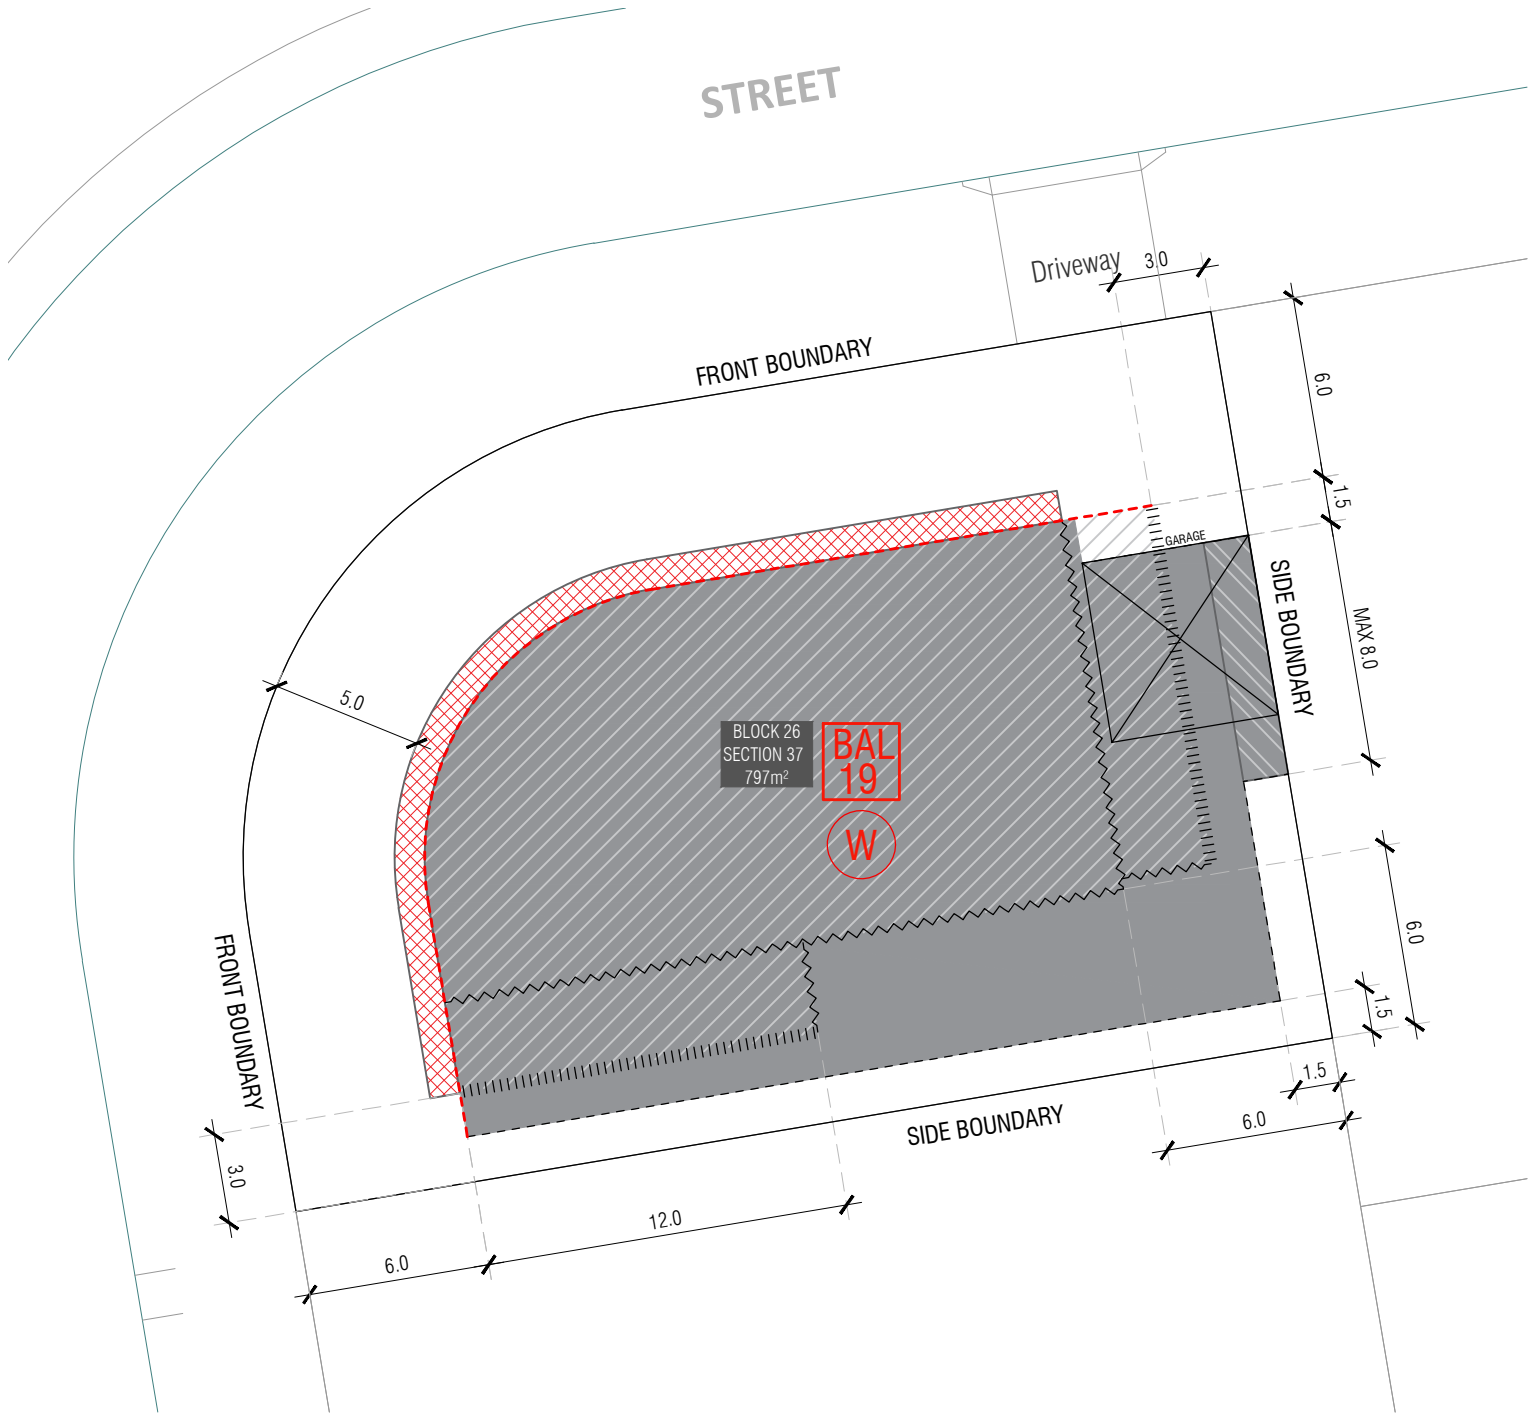 STREET
Driveway
3.0
FRONT BOUNDARY
6.0
1.5
GARAGE
SIDE BOUNDARY
MAX 8.0
5.0
BLOCK 26
SECTION 37
797m²
BAL
19
W
FRONT BOUNDARY
6.0
1.5
1.5
6.0
SIDE BOUNDARY
3.0
12.0
6.0